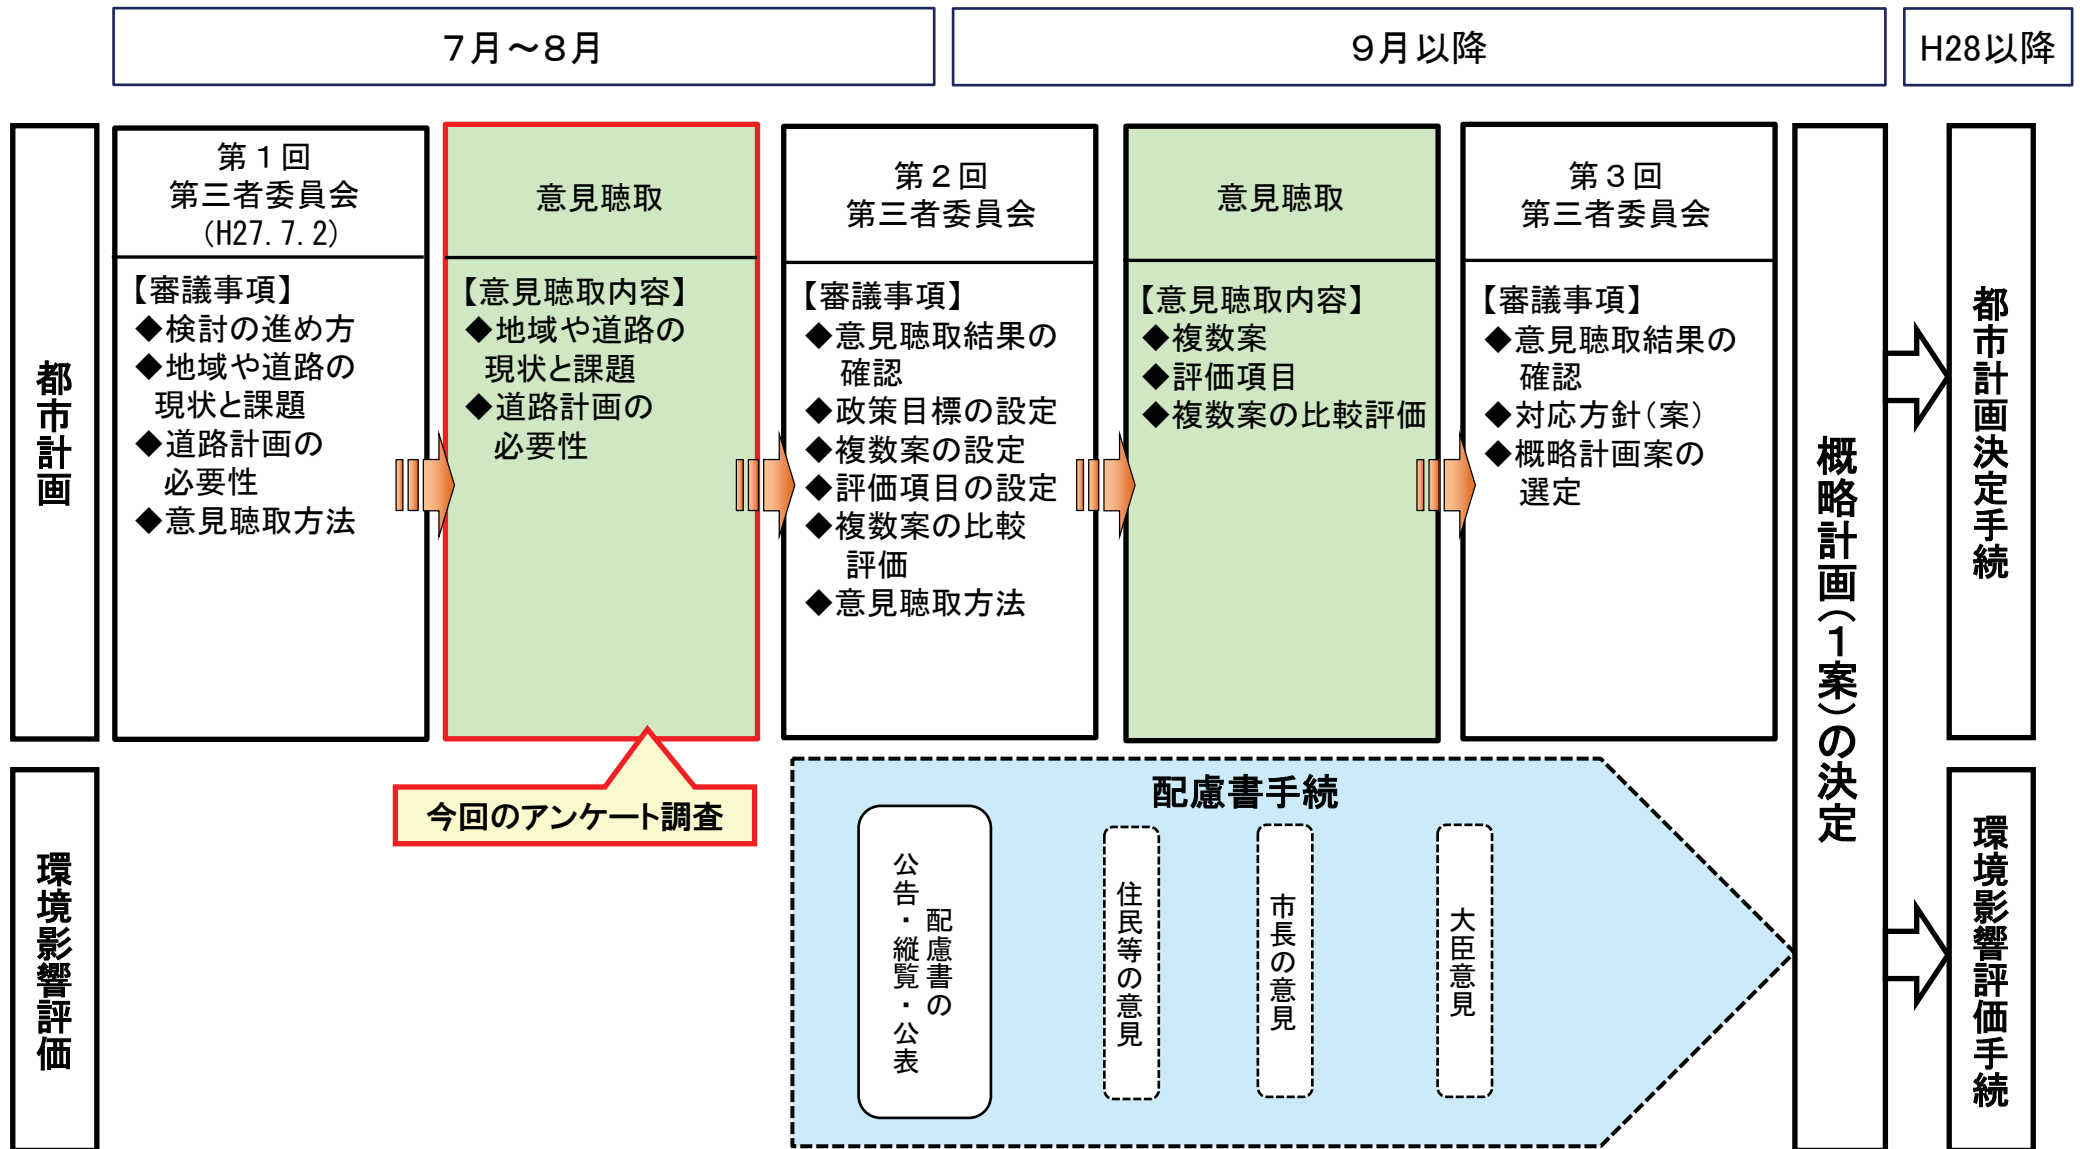 ７月～８月
９月以降
H28以降
都市計画
第１回
第三者委員会
(H27.7.2)
【審議事項】
◆検討の進め方
◆地域や道路の
現状と課題
◆道路計画の
必要性
◆意見聴取方法
意見聴取
【意見聴取内容】
◆地域や道路の
現状と課題
◆道路計画の
必要性
第２回
第三者委員会
【審議事項】
◆意見聴取結果の
確認
◆政策目標の設定
◆複数案の設定
◆評価項目の設定
◆複数案の比較
評価
◆意見聴取方法
意見聴取
【意見聴取内容】
◆複数案
◆評価項目
◆複数案の比較評価
第３回
第三者委員会
【審議事項】
◆意見聴取結果の
確認
◆対応方針（案）
◆概略計画案の
選定
概略計画（１案）の決定
都市計画決定手続
今回のアンケート調査
環境影響評価
配慮書手続
配慮書の
公告・縦覧・公表
住民等の意見
市長の意見
大臣意見
環境影響評価手続